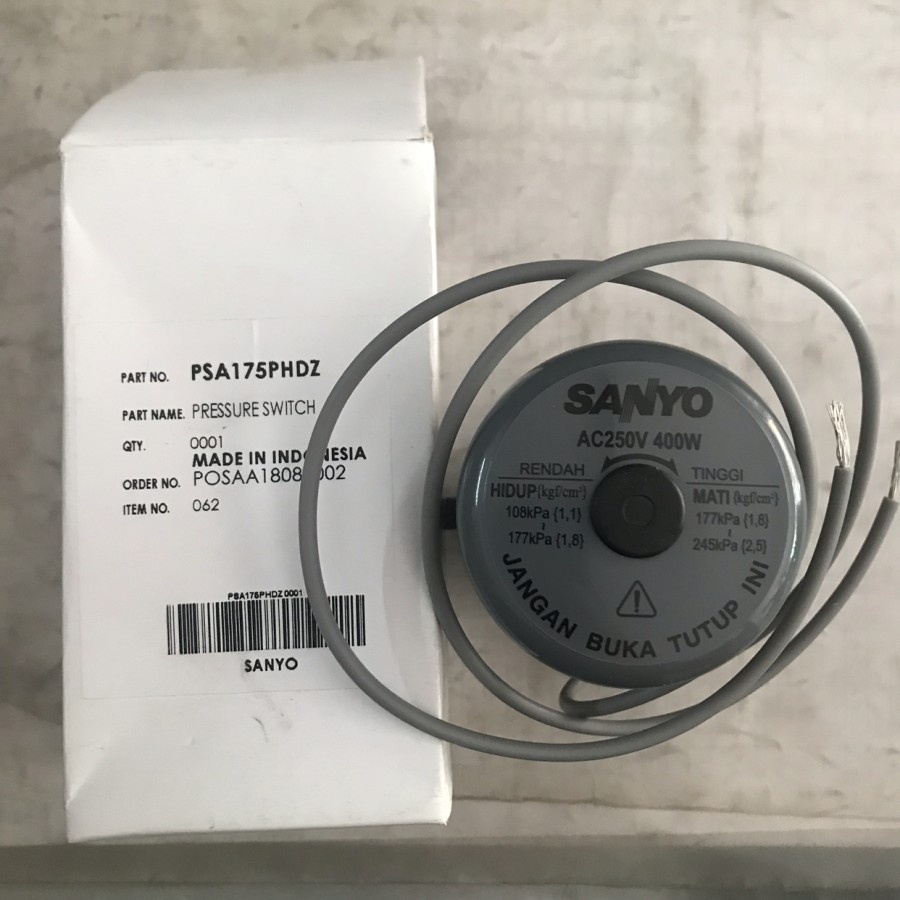 PART NO. PSA175PHDZ
PART NAME. PRESSURE SWITCH
QTY. 0001
MADE IN INDONESIA
ORDER NO.
ITEM NO. 062
PSA175PHDZ0001
SANYO
SANYO
AC250V 400W
RENDAH TINGGI
HIDUP{kgf/cm²} MATI {kgf/cm²}
108kPa {1,1} 177kPa {1,8}
≀ ≀
177kPa {1,8} 245kPa {2,5}
JANGAN BUKA TUTUP INI